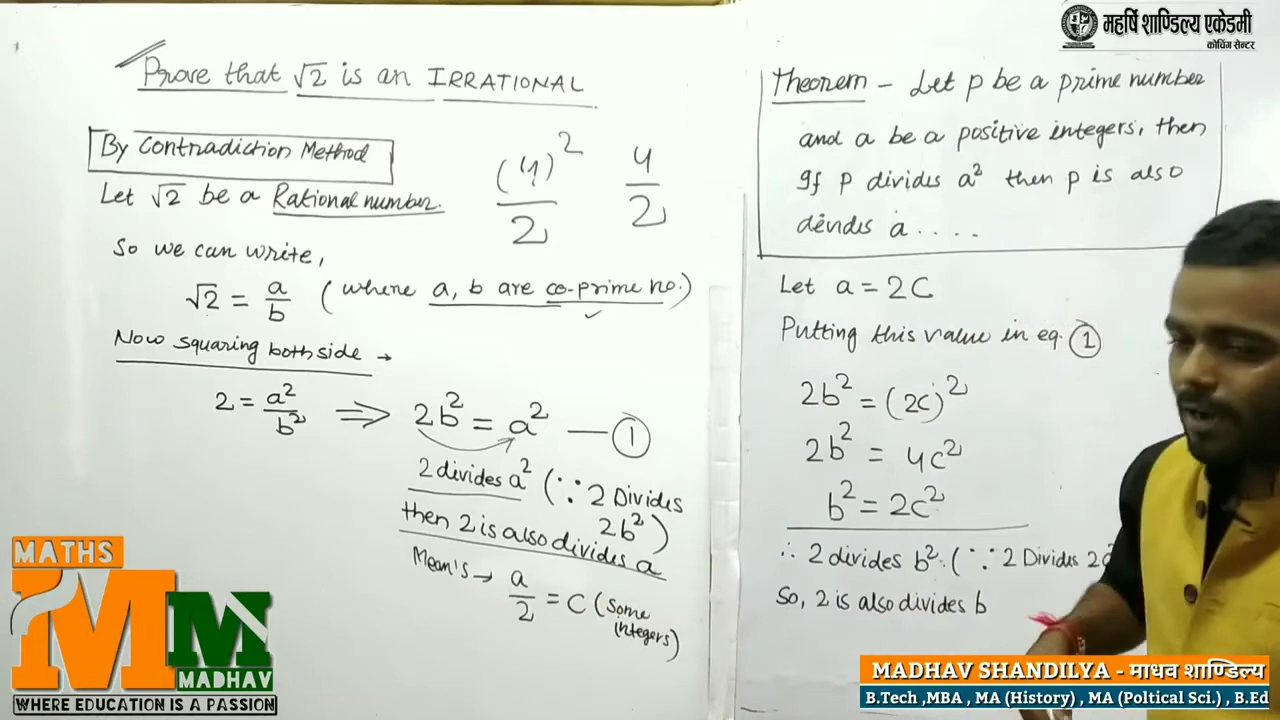 Prove that √2 is an IRRATIONAL
By Contradiction Method
Let √2 be a Rational number.
(4)²/2 4/2
So we can write,
√2 = a/b (where a, b are co-prime no.)
Now squaring both side →
2 = a²/b² ⇒ 2b² = a² — ①
2 divides a² (∵ 2 Divides 2b²)
then 2 is also divides a
Mean's → a/2 = C (Some integers)
महर्षि शाण्डिल्य एकेडमी
कोचिंग सेन्टर
Theorem – Let p be a prime number
and a be a positive integers, then
If p divides a² then p is also
divides a ....
Let a = 2C
Putting this value in eq. ①
2b² = (2c)²
2b² = 4c²
b² = 2c²
∴ 2 divides b². (∵ 2 Divides
So, 2 is also divides b
MATHS
MM
MADHAV
WHERE EDUCATION IS A PASSION
MADHAV SHANDILYA - माधव शाण्डिल्य
B.Tech ,MBA , MA (History) , MA (Poltical Sci.) , B.Ed